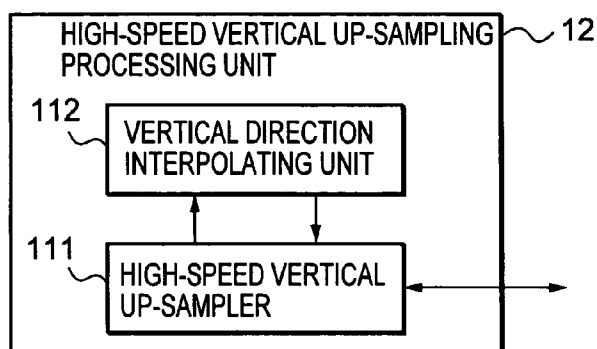 HIGH-SPEED VERTICAL UP-SAMPLING
PROCESSING UNIT
12
112
VERTICAL DIRECTION
INTERPOLATING UNIT
111
HIGH-SPEED VERTICAL
UP-SAMPLER